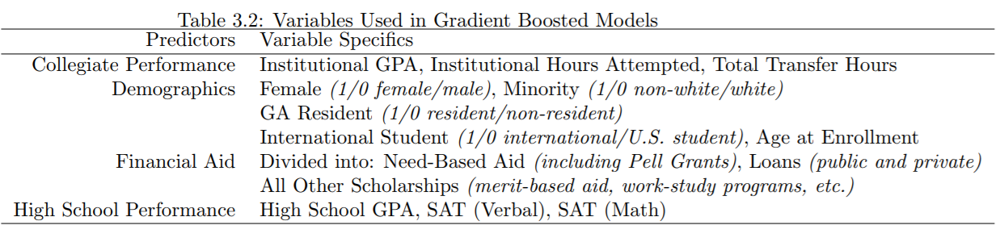 Table 3.2: Variables Used in Gradient Boosted Models
Predictors Variable Specifics
Collegiate Performance Institutional GPA, Institutional Hours Attempted, Total Transfer Hours
Demographics Female (1/0 female/male), Minority (1/0 non-white/white)
GA Resident (1/0 resident/non-resident)
International Student (1/0 international/U.S. student), Age at Enrollment
Financial Aid Divided into: Need-Based Aid (including Pell Grants), Loans (public and private)
All Other Scholarships (merit-based aid, work-study programs, etc.)
High School Performance High School GPA, SAT (Verbal), SAT (Math)